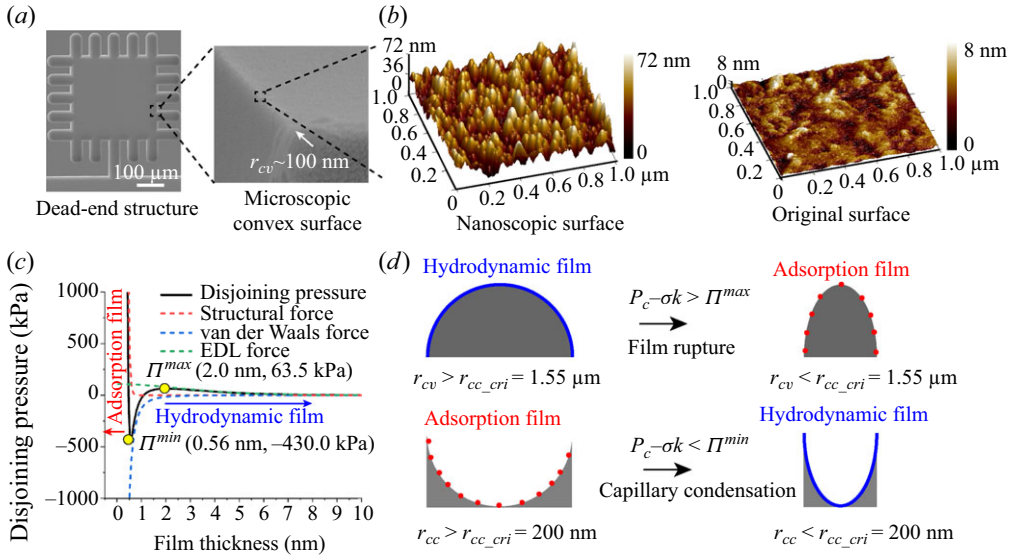 (a)
100 µm
r_cv~100 nm
Dead-end structure
Microscopic
convex surface
(b)
72 nm
36
0
1.0
0.8
0.6
0.4
0.2
0
0.2
0.4
0.6
0.8
1.0 µm
72 nm
0
Nanoscopic surface
8 nm
0
1.0
0.8
0.6
0.4
0.2
0
0.2
0.4
0.6
0.8
1.0 µm
8 nm
0
Original surface
(c)
Disjoining pressure (kPa)
1000
500
0
−500
−1000
Adsorption film
Disjoining pressure
Structural force
van der Waals force
EDL force
Π^max (2.0 nm, 63.5 kPa)
Hydrodynamic film
Π^min (0.56 nm, −430.0 kPa)
0 1 2 3 4 5 6 7 8 9 10
Film thickness (nm)
(d)
Hydrodynamic film
P_c−σk > Π^max
Film rupture
Adsorption film
r_cv > r_cc_cri = 1.55 µm
r_cv < r_cc_cri = 1.55 µm
Adsorption film
P_c−σk < Π^min
Capillary condensation
Hydrodynamic film
r_cc > r_cc_cri = 200 nm
r_cc < r_cc_cri = 200 nm